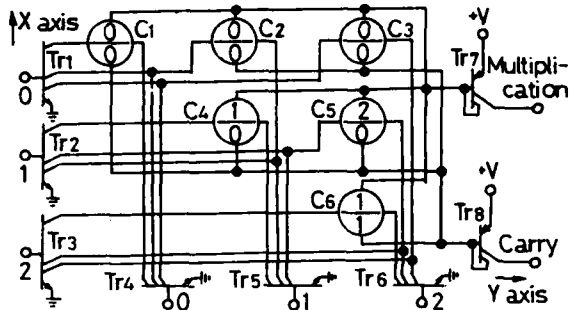 X axis
C1
0
0
C2
0
0
C3
0
0
+V
Tr7
Multipli-
cation
Tr1
0
C4
1
0
C5
2
0
Tr2
1
C6
1
1
+V
Tr8
Carry
Y axis
Tr3
2
Tr4
0
Tr5
1
Tr6
2